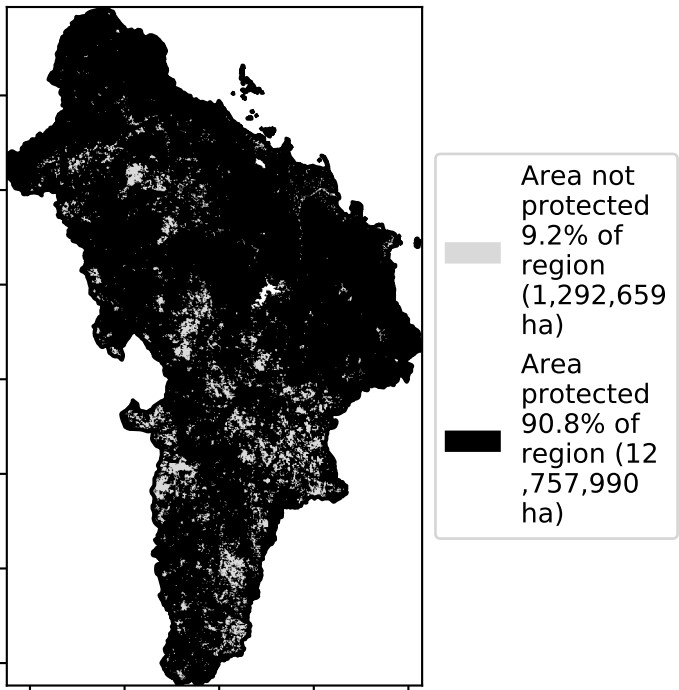 Area not
protected
9.2% of
region
(1,292,659
ha)
Area
protected
90.8% of
region (12
,757,990
ha)